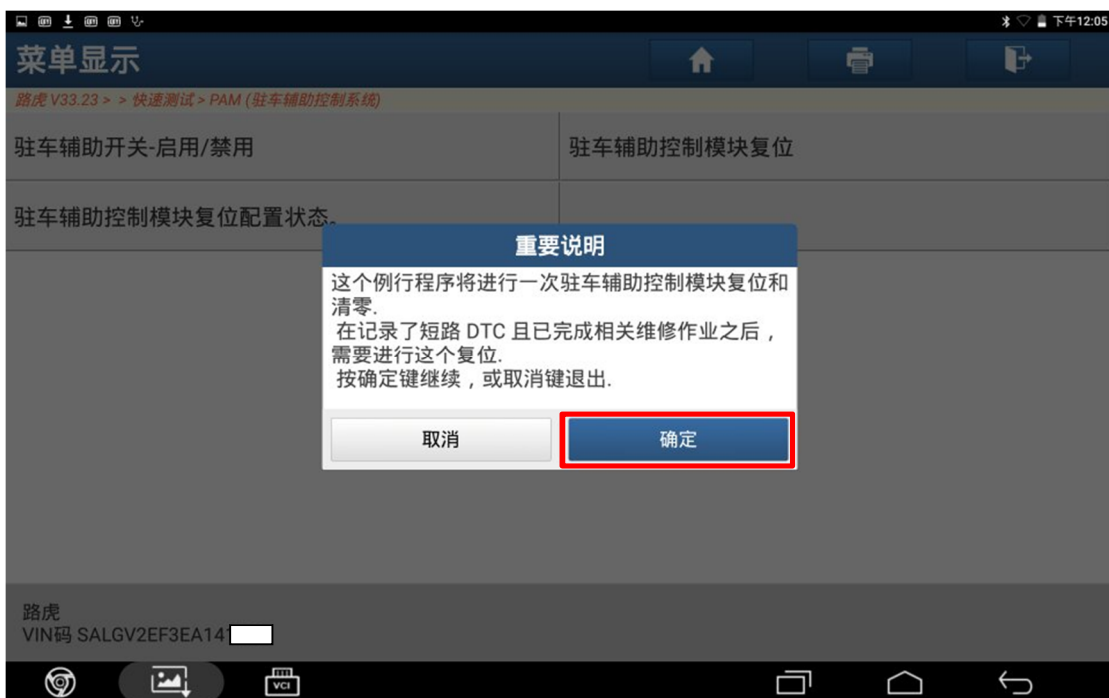 下午12:05
菜单显示
路虎 V33.23 > > 快速测试 > PAM (驻车辅助控制系统)
驻车辅助开关-启用/禁用
驻车辅助控制模块复位
驻车辅助控制模块复位配置状态。
重要说明
这个例行程序将进行一次驻车辅助控制模块复位和
清零.
在记录了短路 DTC 且已完成相关维修作业之后，
需要进行这个复位.
按确定键继续，或取消键退出.
取消
确定
路虎
VIN码 SALGV2EF3EA14
VCI